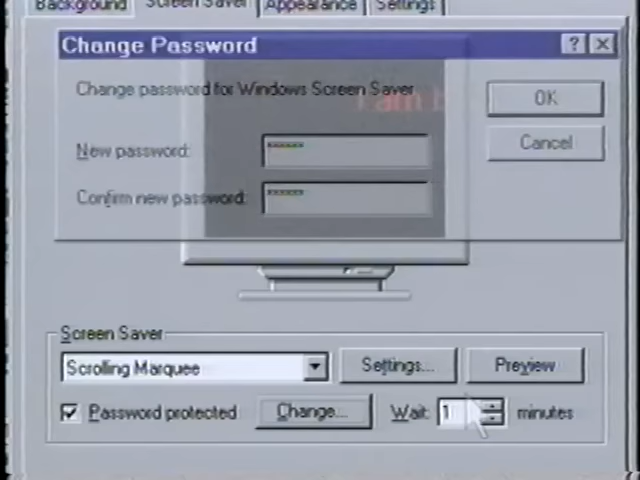 Background Screen Saver Appearance Settings
Change Password
Change password for Windows Screen Saver
OK
New password:
Cancel
Confirm new password:
Screen Saver
Scrolling Marquee Settings... Preview
Password protected Change... Wait: 1 minutes